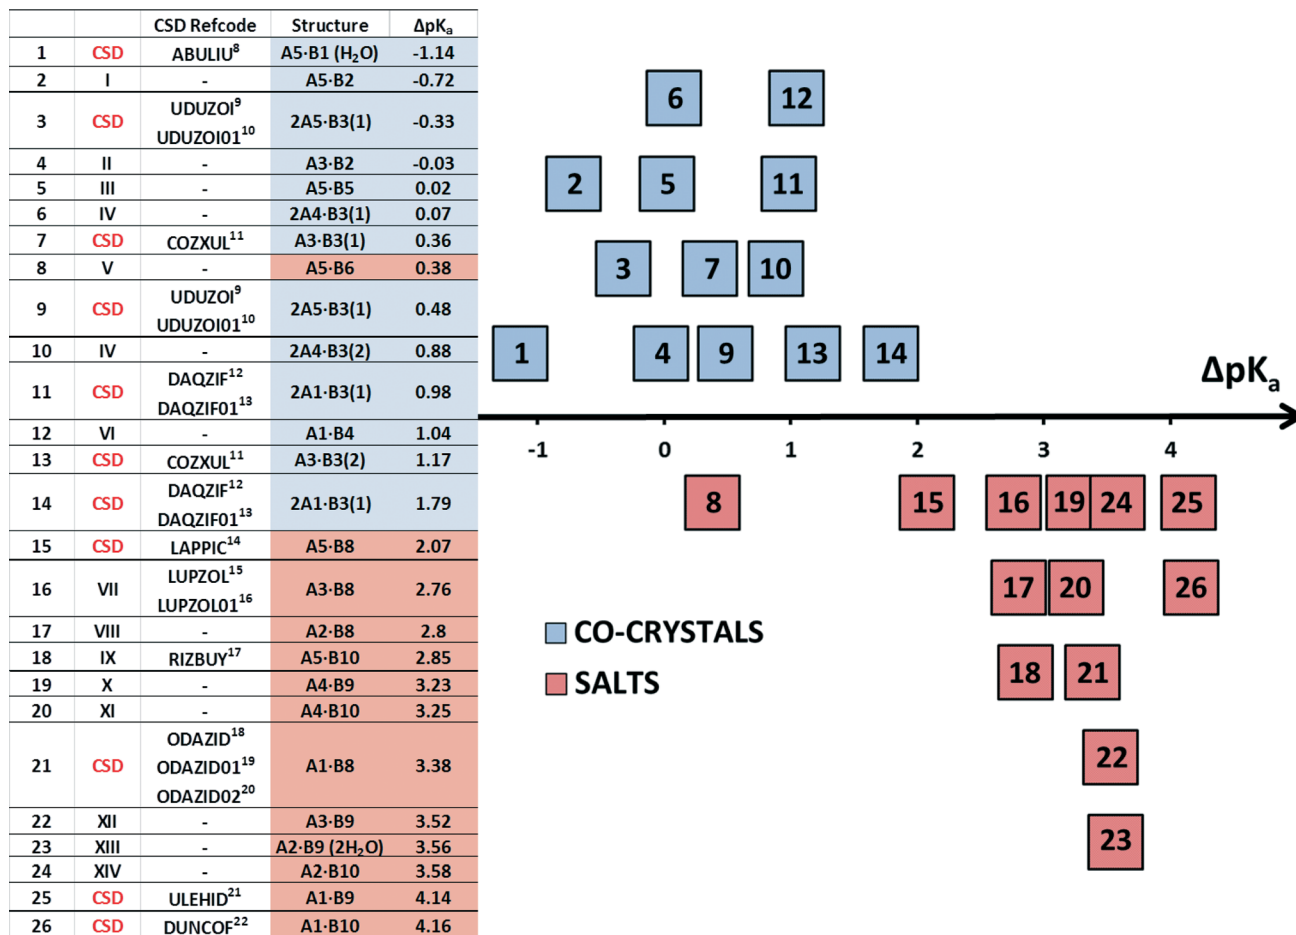 CSD Refcode Structure ΔpKₐ
1 CSD ABULIU⁸ A5·B1 (H₂O) -1.14
2 I - A5·B2 -0.72
3 CSD UDUZOI⁹ 2A5·B3(1) -0.33
UDUZOI01¹⁰
4 II - A3·B2 -0.03
5 III - A5·B5 0.02
6 IV - 2A4·B3(1) 0.07
7 CSD COZXUL¹¹ A3·B3(1) 0.36
8 V - A5·B6 0.38
9 CSD UDUZOI⁹ 2A5·B3(1) 0.48
UDUZOI01¹⁰
10 IV - 2A4·B3(2) 0.88
11 CSD DAQZIF¹² 2A1·B3(1) 0.98
DAQZIF01¹³
12 VI - A1·B4 1.04
13 CSD COZXUL¹¹ A3·B3(2) 1.17
14 CSD DAQZIF¹² 2A1·B3(1) 1.79
DAQZIF01¹³
15 CSD LAPPIC¹⁴ A5·B8 2.07
16 VII LUPZOL¹⁵ A3·B8 2.76
LUPZOL01¹⁶
17 VIII - A2·B8 2.8
18 IX RIZBUY¹⁷ A5·B10 2.85
19 X - A4·B9 3.23
20 XI - A4·B10 3.25
21 CSD ODAZID¹⁸ A1·B8 3.38
ODAZID01¹⁹
ODAZID02²⁰
22 XII - A3·B9 3.52
23 XIII - A2·B9 (2H₂O) 3.56
24 XIV - A2·B10 3.58
25 CSD ULEHID²¹ A1·B9 4.14
26 CSD DUNCOF²² A1·B10 4.16
6 12
2 5 11
3 7 10
1 4 9 13 14
ΔpKₐ
-1 0 1 2 3 4
8 15 16 19 24 25
17 20 26
CO-CRYSTALS
SALTS
18 21
22
23